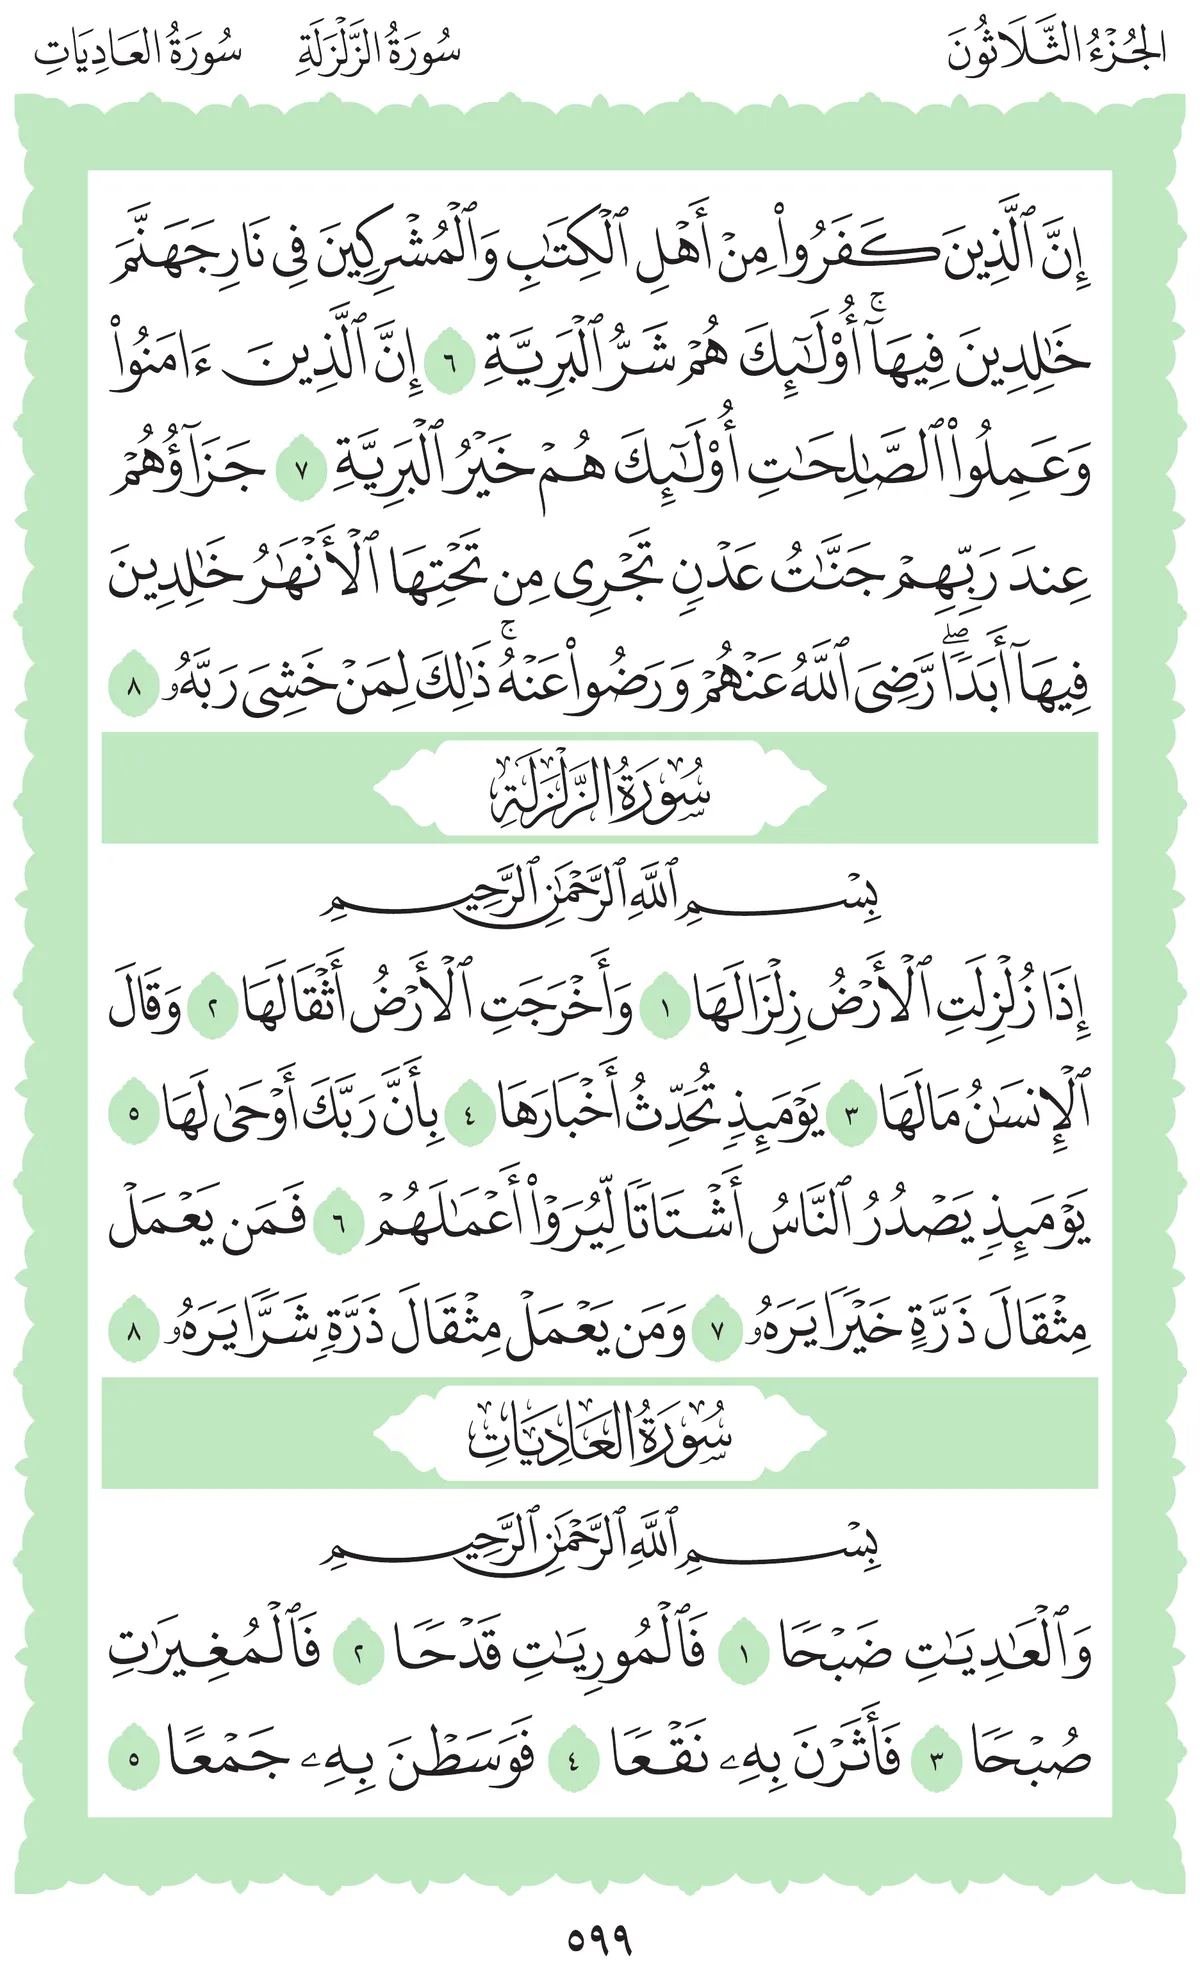 الجُزْءُ الثَّلَاثُونَ سُورَةُ الزَّلْزَلَةِ سُورَةُ العَادِيَاتِ
إِنَّ ٱلَّذِينَ كَفَرُوا۟ مِنْ أَهْلِ ٱلْكِتَـٰبِ وَٱلْمُشْرِكِينَ فِى نَارِ جَهَنَّمَ
خَـٰلِدِينَ فِيهَآ ۚ أُو۟لَـٰٓئِكَ هُمْ شَرُّ ٱلْبَرِيَّةِ ٦ إِنَّ ٱلَّذِينَ ءَامَنُوا۟
وَعَمِلُوا۟ ٱلصَّـٰلِحَـٰتِ أُو۟لَـٰٓئِكَ هُمْ خَيْرُ ٱلْبَرِيَّةِ ٧ جَزَآؤُهُمْ
عِندَ رَبِّهِمْ جَنَّـٰتُ عَدْنٍ تَجْرِى مِن تَحْتِهَا ٱلْأَنْهَـٰرُ خَـٰلِدِينَ
فِيهَآ أَبَدًا ۖ رَّضِىَ ٱللَّهُ عَنْهُمْ وَرَضُوا۟ عَنْهُ ۚ ذَٰلِكَ لِمَنْ خَشِىَ رَبَّهُۥ ٨
سُورَةُ الزَّلْزَلَةِ
بِسْمِ ٱللَّهِ ٱلرَّحْمَـٰنِ ٱلرَّحِيمِ
إِذَا زُلْزِلَتِ ٱلْأَرْضُ زِلْزَالَهَا ١ وَأَخْرَجَتِ ٱلْأَرْضُ أَثْقَالَهَا ٢ وَقَالَ
ٱلْإِنسَـٰنُ مَا لَهَا ٣ يَوْمَئِذٍ تُحَدِّثُ أَخْبَارَهَا ٤ بِأَنَّ رَبَّكَ أَوْحَىٰ لَهَا ٥
يَوْمَئِذٍ يَصْدُرُ ٱلنَّاسُ أَشْتَاتًا لِّيُرَوْا۟ أَعْمَـٰلَهُمْ ٦ فَمَن يَعْمَلْ
مِثْقَالَ ذَرَّةٍ خَيْرًا يَرَهُۥ ٧ وَمَن يَعْمَلْ مِثْقَالَ ذَرَّةٍ شَرًّا يَرَهُۥ ٨
سُورَةُ العَادِيَاتِ
بِسْمِ ٱللَّهِ ٱلرَّحْمَـٰنِ ٱلرَّحِيمِ
وَٱلْعَـٰدِيَـٰتِ ضَبْحًا ١ فَٱلْمُورِيَـٰتِ قَدْحًا ٢ فَٱلْمُغِيرَٰتِ
صُبْحًا ٣ فَأَثَرْنَ بِهِۦ نَقْعًا ٤ فَوَسَطْنَ بِهِۦ جَمْعًا ٥
٥٩٩